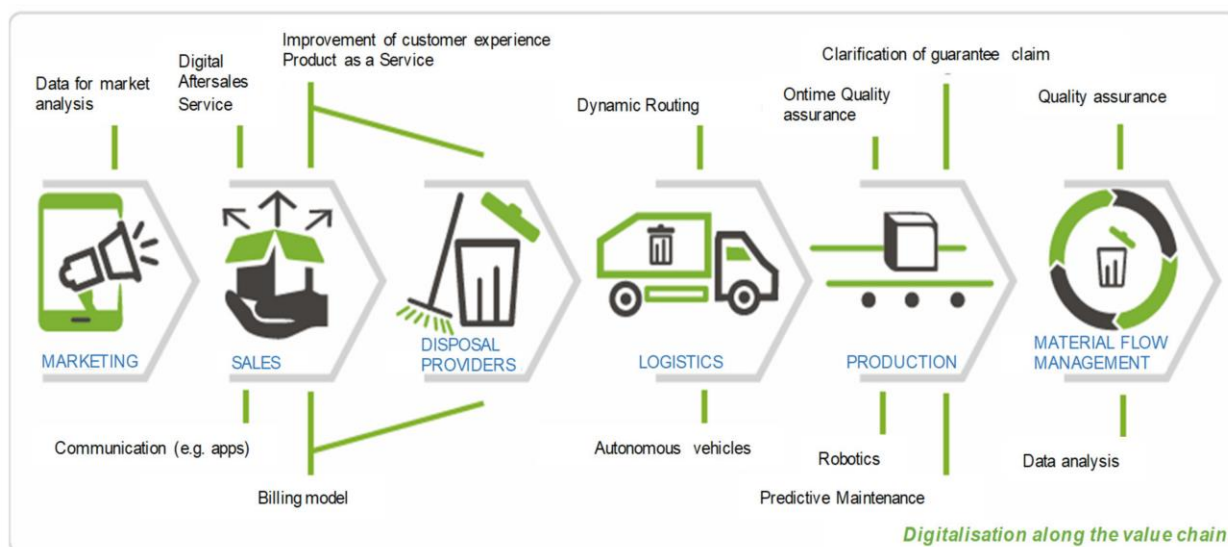 Improvement of customer experience
Product as a Service
Clarification of guarantee claim
Digital
Aftersales
Service
Data for market
analysis
Dynamic Routing
Ontime Quality
assurance
Quality assurance
MARKETING
SALES
DISPOSAL
PROVIDERS
LOGISTICS
PRODUCTION
MATERIAL FLOW
MANAGEMENT
Communication (e.g. apps)
Billing model
Autonomous vehicles
Robotics
Predictive Maintenance
Data analysis
Digitalisation along the value chain